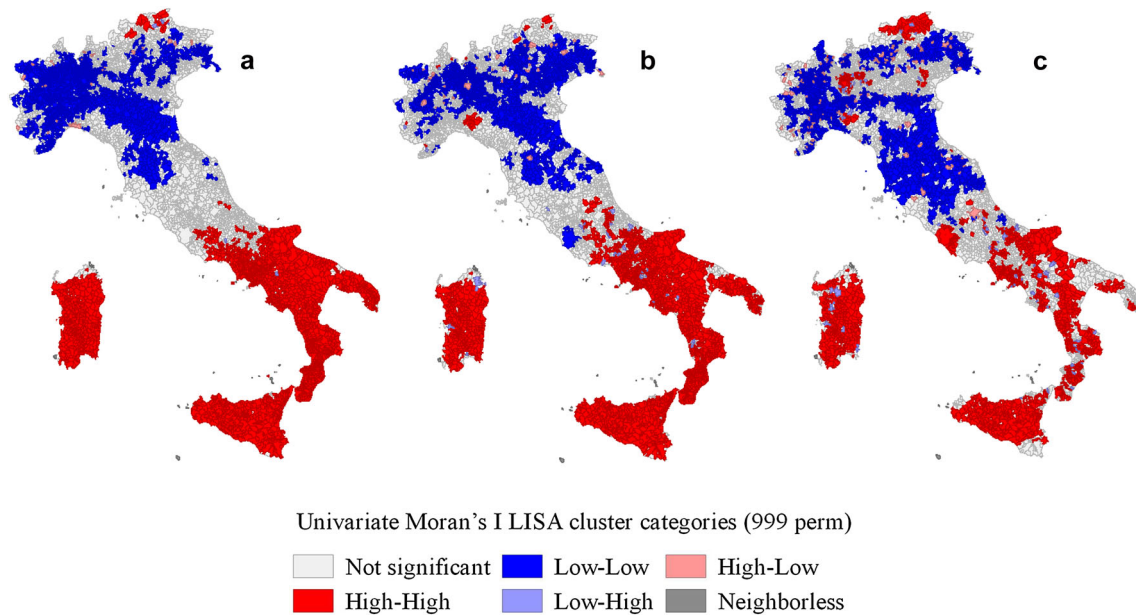 a b c
Univariate Moran's I LISA cluster categories (999 perm)
Not significant Low-Low High-Low
High-High Low-High Neighborless